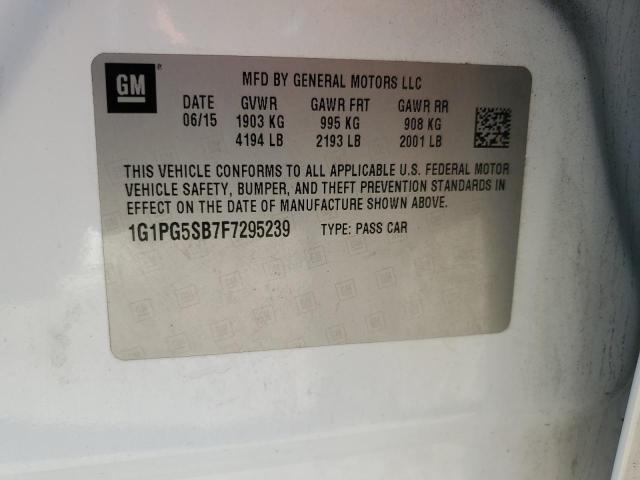 GM
MFD BY GENERAL MOTORS LLC
DATE GVWR GAWR FRT GAWR RR
06/15 1903 KG 995 KG 908 KG
4194 LB 2193 LB 2001 LB
THIS VEHICLE CONFORMS TO ALL APPLICABLE U.S. FEDERAL MOTOR
VEHICLE SAFETY, BUMPER, AND THEFT PREVENTION STANDARDS IN
EFFECT ON THE DATE OF MANUFACTURE SHOWN ABOVE.
1G1PG5SB7F7295239 TYPE: PASS CAR